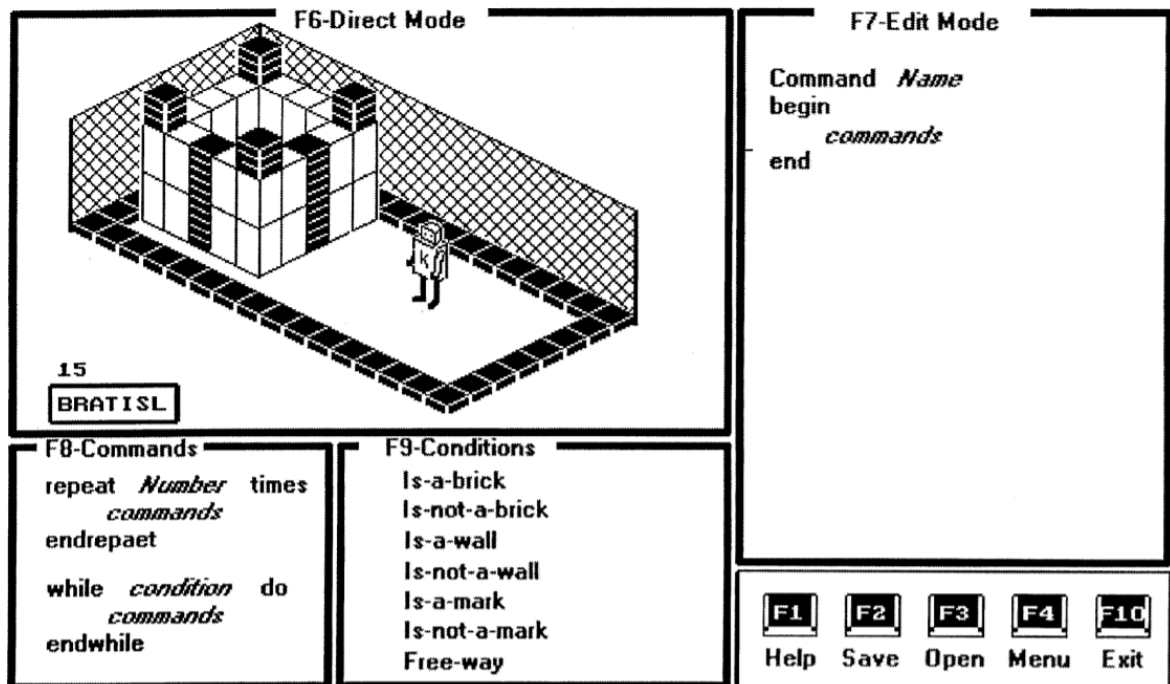 F6-Direct Mode
K
15
BRATISL
F7-Edit Mode
Command Name
begin
commands
end
F8-Commands
repeat Number times
commands
endrepaet
while condition do
commands
endwhile
F9-Conditions
Is-a-brick
Is-not-a-brick
Is-a-wall
Is-not-a-wall
Is-a-mark
Is-not-a-mark
Free-way
F1 F2 F3 F4 F10
Help Save Open Menu Exit